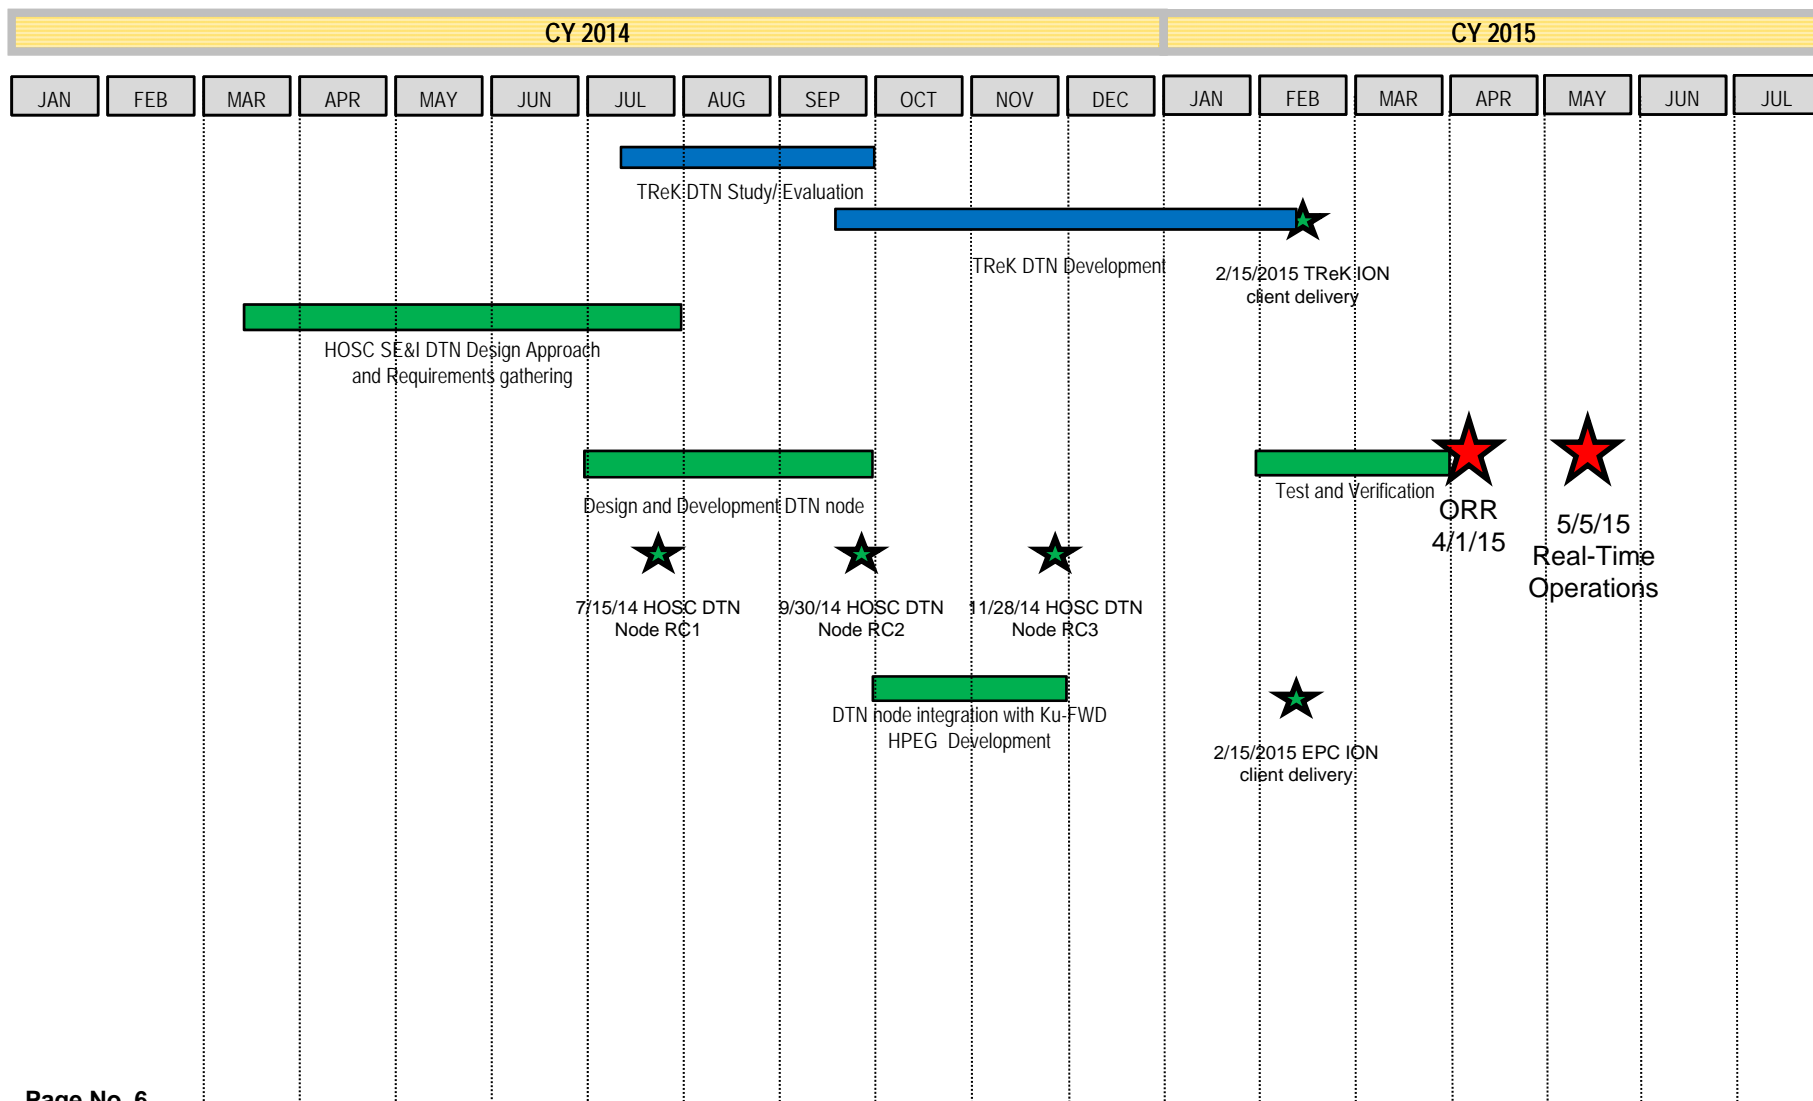 CY 2014
CY 2015
JAN
FEB
MAR
APR
MAY
JUN
JUL
AUG
SEP
OCT
NOV
DEC
JAN
FEB
MAR
APR
MAY
JUN
JUL
TReK DTN Study/ Evaluation
TReK DTN Development
2/15/2015 TReK ION
client delivery
HOSC SE&I DTN Design Approach
and Requirements gathering
Design and Development DTN node
Test and Verification
ORR
4/1/15
5/5/15
Real-Time
Operations
7/15/14 HOSC DTN
Node RC1
9/30/14 HOSC DTN
Node RC2
11/28/14 HOSC DTN
Node RC3
DTN node integration with Ku-FWD
HPEG Development
2/15/2015 EPC ION
client delivery
Page No. 6